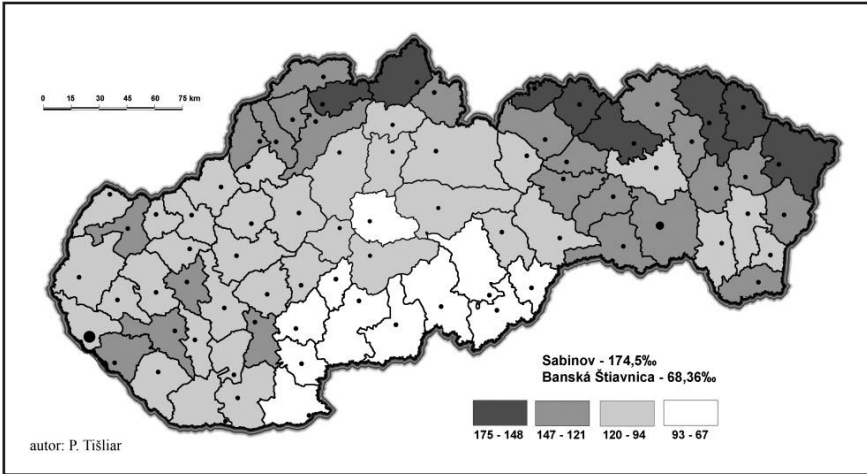 0 15 30 45 60 75 km
Sabinov - 174,5‰
Banská Štiavnica - 68,36‰
175 - 148 147 - 121 120 - 94 93 - 67
autor: P. Tišliar